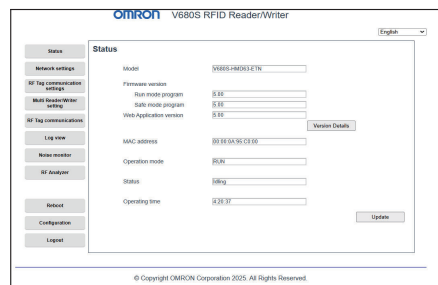 OMRON V680S RFID Reader/Writer
English
Status
Network settings
RF Tag communication
settings
Multi Reader/Writer
setting
RF Tag communications
Log view
Noise monitor
RF Analyzer
Reboot
Configuration
Logout
Status
Model V680S-HMD63-ETN
Firmware version
Run mode program 5.00
Safe mode program 5.00
Web Application version 5.00
Version Details
MAC address 00:00:0A:95:C0:00
Operation mode RUN
Status Idling
Operating time 4:20:37
Update
© Copyright OMRON Corporation 2025. All Rights Reserved.